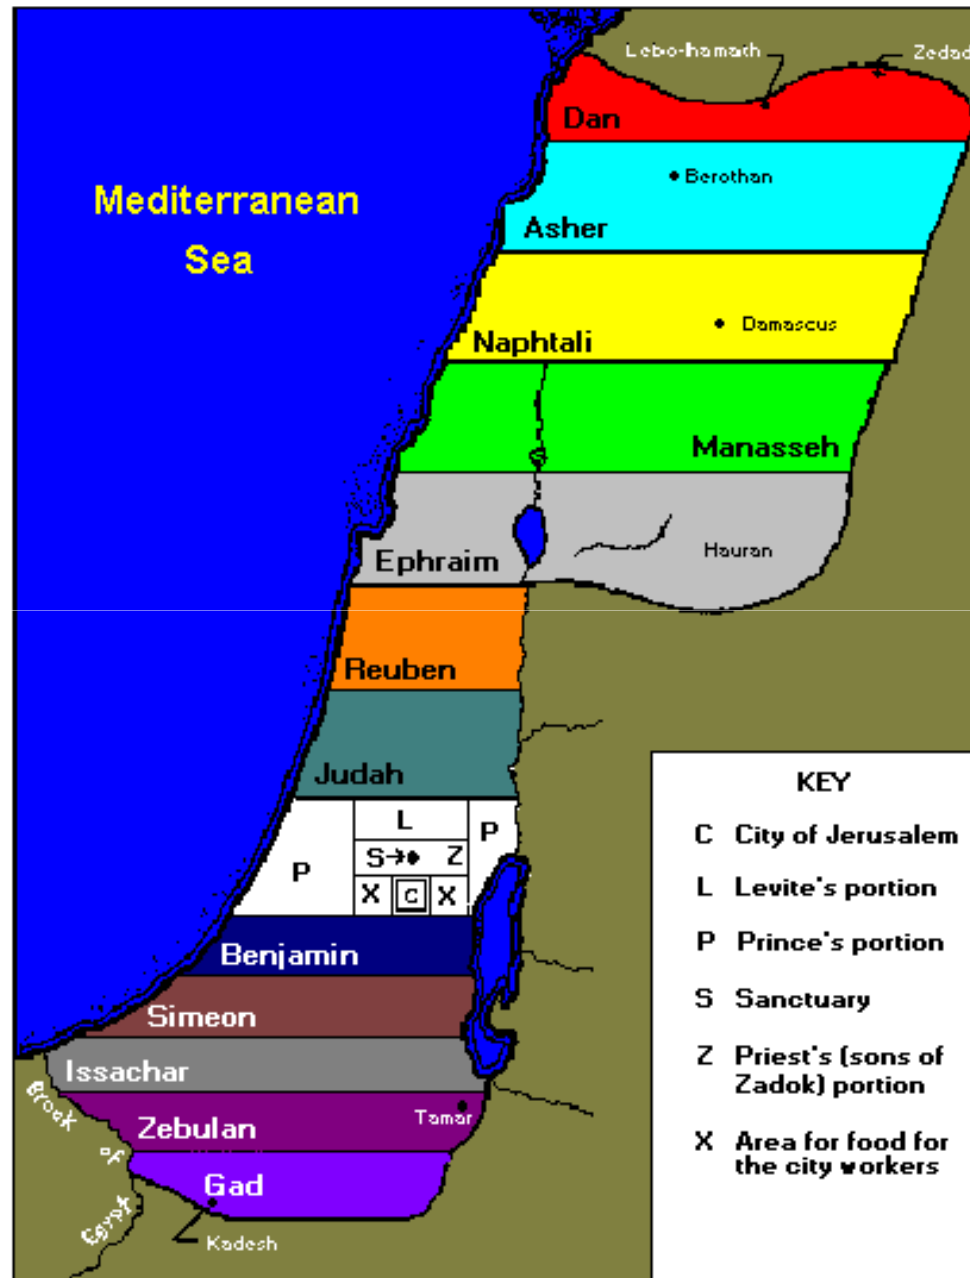 Lebo-hamath
Zedad
Dan
Berothan
Mediterranean
Sea
Asher
Damascus
Naphtali
Manasseh
Ephraim
Hauran
Reuben
Judah
L
P
P
S Z
X C X
Benjamin
Simeon
Issachar
Zebulan
Tamar
Gad
Kadesh
Brook
of
Egypt
KEY
C City of Jerusalem
L Levite's portion
P Prince's portion
S Sanctuary
Z Priest's (sons of
Zadok) portion
X Area for food for
the city workers